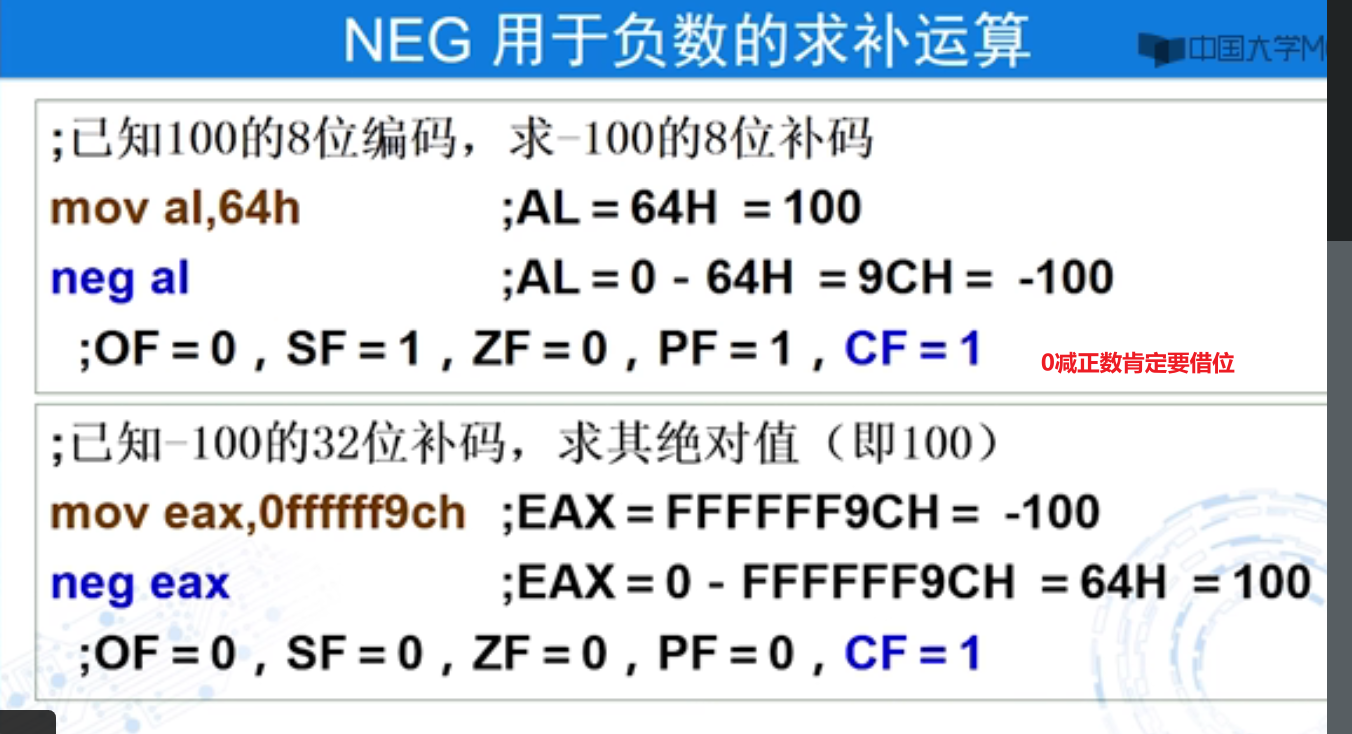 NEG 用于负数的求补运算
中国大学M
;已知100的8位编码，求-100的8位补码
mov al,64h ;AL = 64H = 100
neg al ;AL = 0 - 64H = 9CH = -100
;OF = 0 , SF = 1 , ZF = 0 , PF = 1 , CF = 1
0减正数肯定要借位
;已知-100的32位补码，求其绝对值（即100）
mov eax,0ffffff9ch ;EAX = FFFFFF9CH = -100
neg eax ;EAX = 0 - FFFFFF9CH = 64H = 100
;OF = 0 , SF = 0 , ZF = 0 , PF = 0 , CF = 1